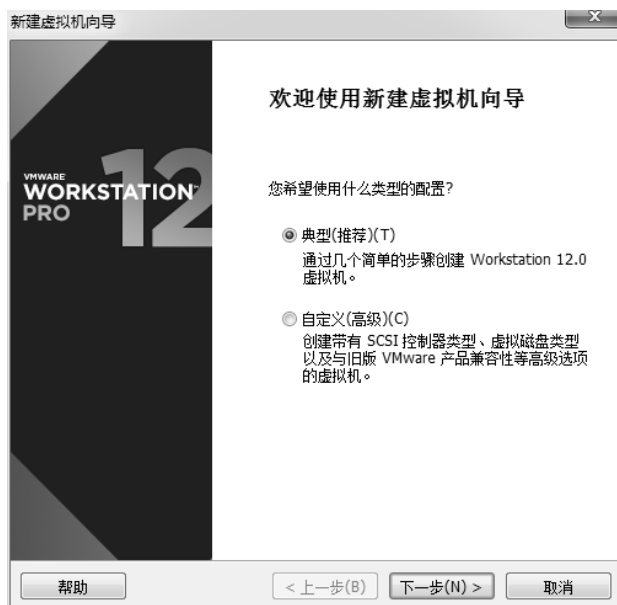 新建虚拟机向导
X
VMWARE
WORKSTATION™
PRO
12
欢迎使用新建虚拟机向导
您希望使用什么类型的配置?
典型(推荐)(T)
通过几个简单的步骤创建 Workstation 12.0
虚拟机。
自定义(高级)(C)
创建带有 SCSI 控制器类型、虚拟磁盘类型
以及与旧版 VMware 产品兼容性等高级选项
的虚拟机。
帮助
< 上一步(B)
下一步(N) >
取消